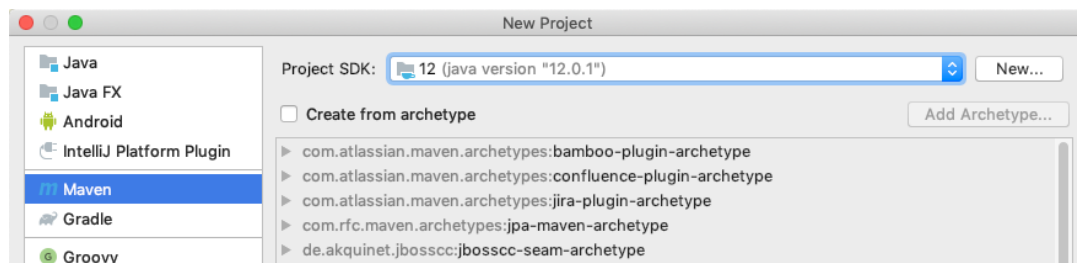 New Project
Java
Java FX
Android
IntelliJ Platform Plugin
Maven
Gradle
Groovy
Project SDK: 12 (java version "12.0.1") New...
Create from archetype Add Archetype...
com.atlassian.maven.archetypes:bamboo-plugin-archetype
com.atlassian.maven.archetypes:confluence-plugin-archetype
com.atlassian.maven.archetypes:jira-plugin-archetype
com.rfc.maven.archetypes:jpa-maven-archetype
de.akquinet.jbosscc:jbosscc-seam-archetype